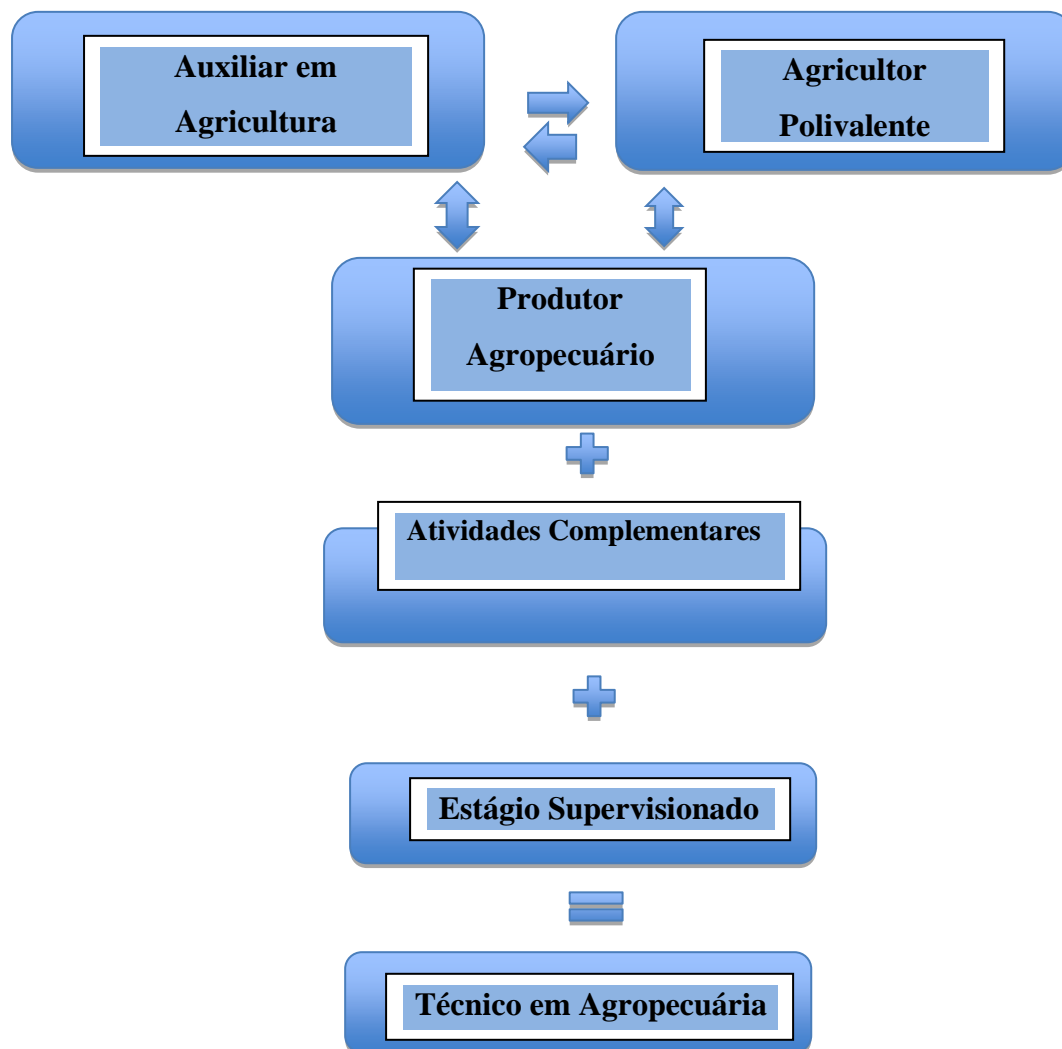 Auxiliar em
Agricultura
Agricultor
Polivalente
Produtor
Agropecuário
Atividades Complementares
Estágio Supervisionado
Técnico em Agropecuária